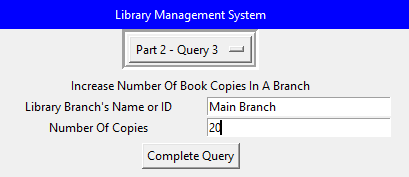 Library Management System
Part 2 - Query 3
Increase Number Of Book Copies In A Branch
Library Branch's Name or ID Main Branch
Number Of Copies 20
Complete Query